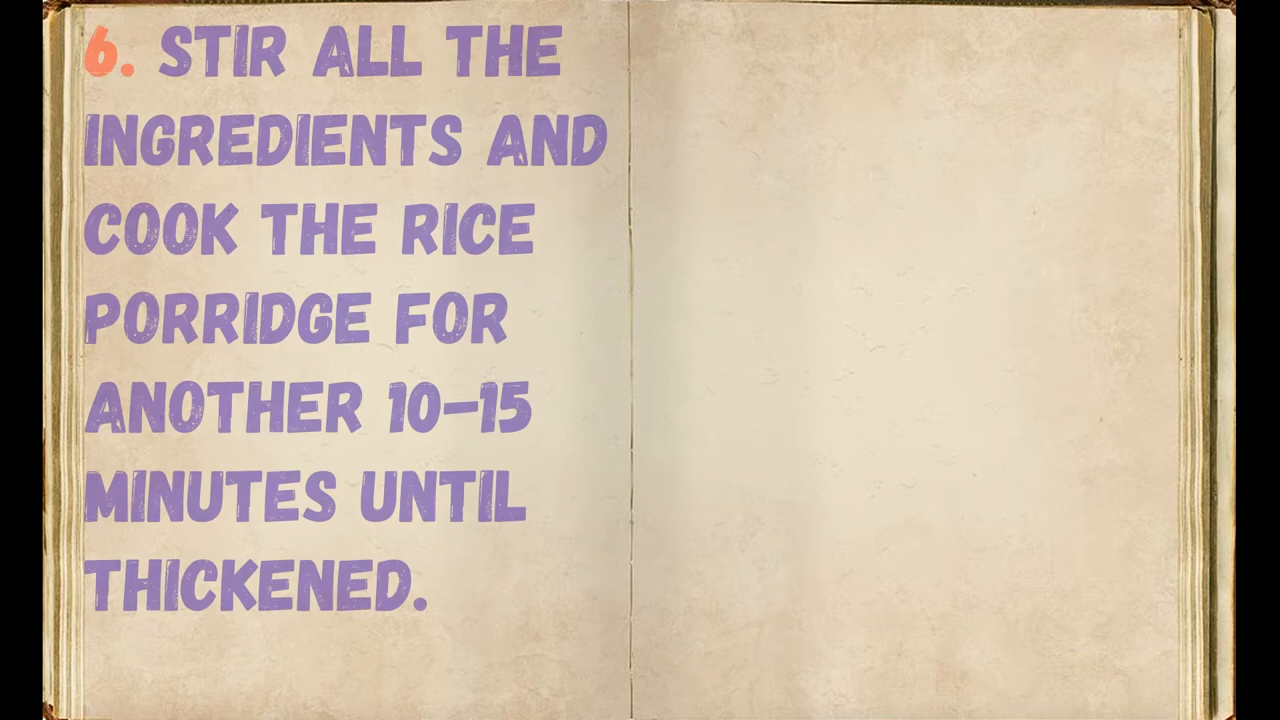 6. STIR ALL THE
INGREDIENTS AND
COOK THE RICE
PORRIDGE FOR
ANOTHER 10–15
MINUTES UNTIL
THICKENED.